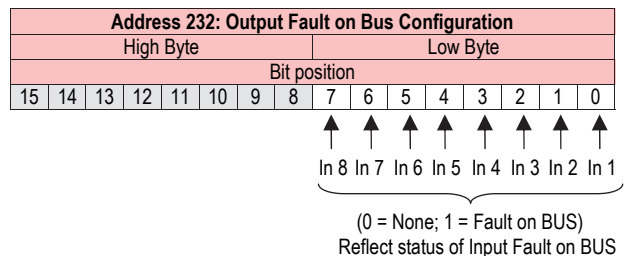 Address 232: Output Fault on Bus Configuration
High Byte Low Byte
Bit position
15 14 13 12 11 10 9 8 7 6 5 4 3 2 1 0
In 8 In 7 In 6 In 5 In 4 In 3 In 2 In 1
(0 = None; 1 = Fault on BUS)
Reflect status of Input Fault on BUS